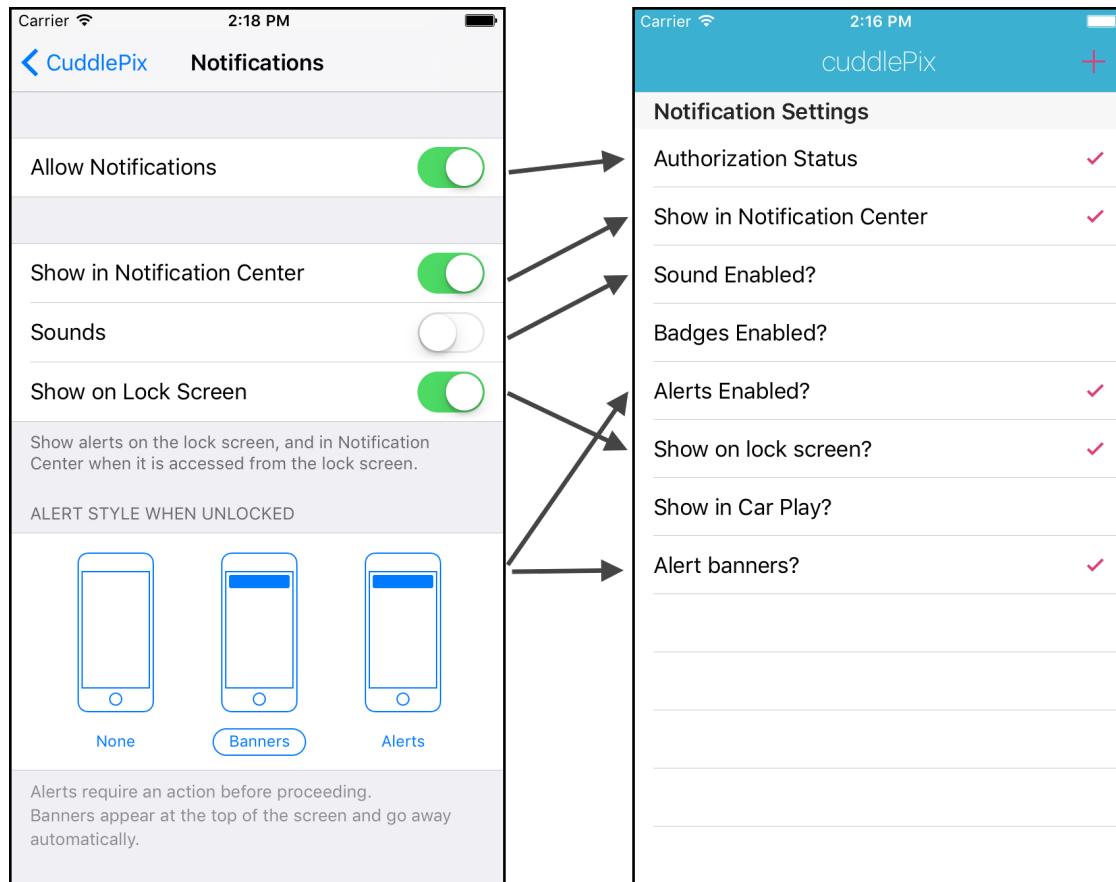 Carrier 2:18 PM
CuddlePix Notifications
Allow Notifications
Show in Notification Center
Sounds
Show on Lock Screen
Show alerts on the lock screen, and in Notification
Center when it is accessed from the lock screen.
ALERT STYLE WHEN UNLOCKED
None Banners Alerts
Alerts require an action before proceeding.
Banners appear at the top of the screen and go away
automatically.
Carrier 2:16 PM
cuddlePix
Notification Settings
Authorization Status
Show in Notification Center
Sound Enabled?
Badges Enabled?
Alerts Enabled?
Show on lock screen?
Show in Car Play?
Alert banners?